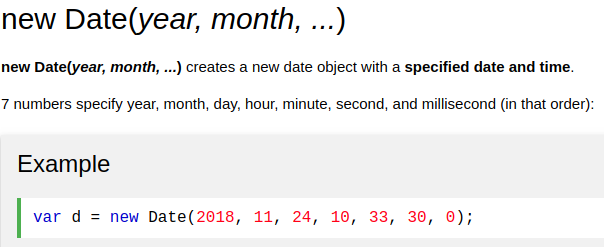 new Date(year, month, ...)
new Date(year, month, ...) creates a new date object with a specified date and time.
7 numbers specify year, month, day, hour, minute, second, and millisecond (in that order):
Example
var d = new Date(2018, 11, 24, 10, 33, 30, 0);